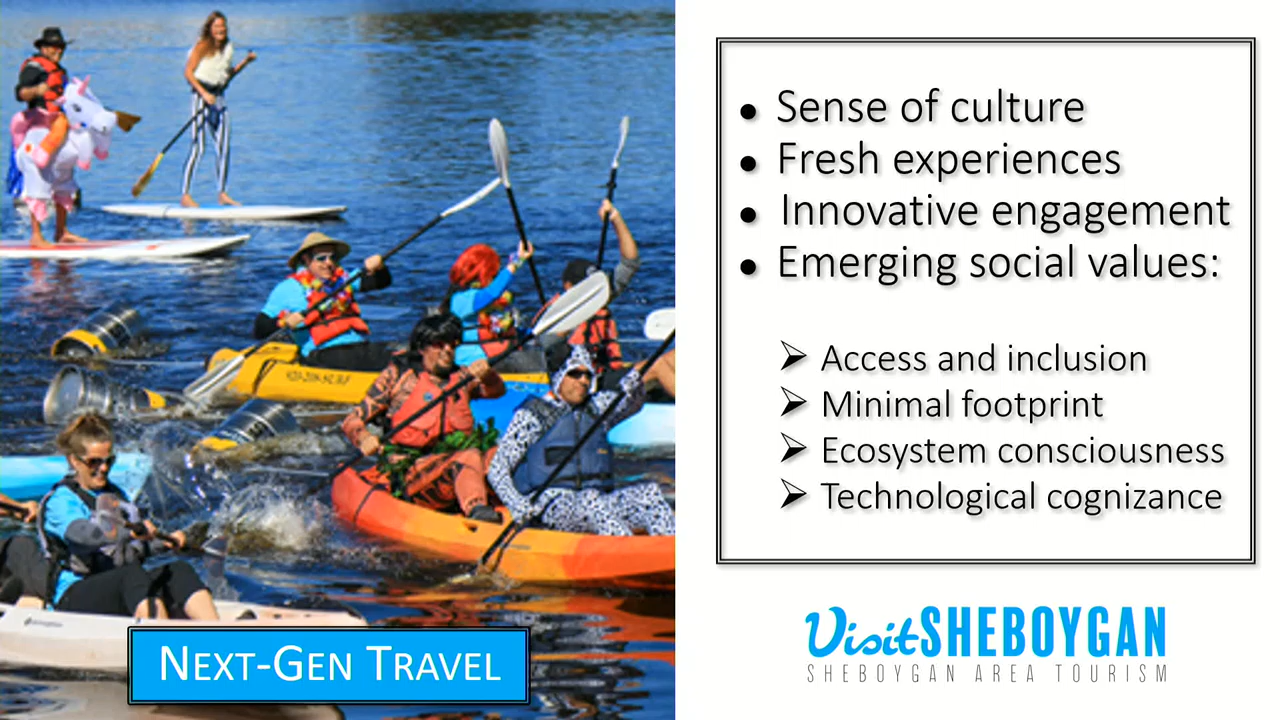 Sense of culture
Fresh experiences
Innovative engagement
Emerging social values:
Access and inclusion
Minimal footprint
Ecosystem consciousness
Technological cognizance
NEXT-GEN TRAVEL
VisitSHEBOYGAN
SHEBOYGAN AREA TOURISM